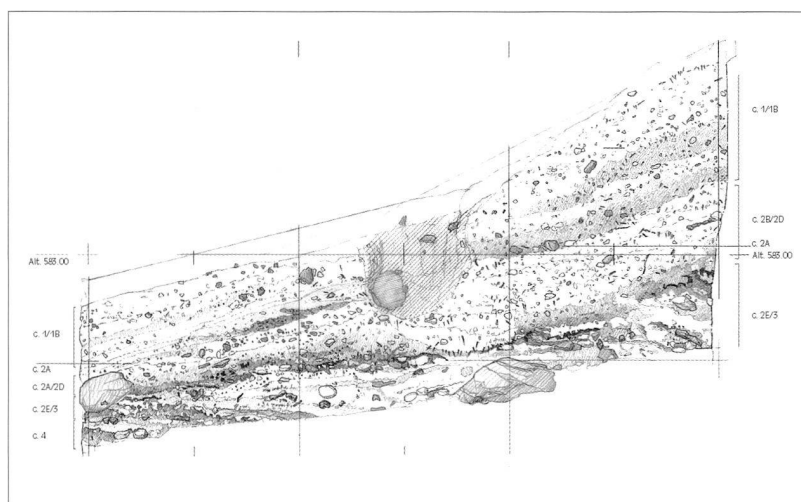 c. 1/1B
c. 2B/2D
c. 2A
Alt. 583.00
Alt. 583.00
c. 2E/3
c. 1/1B
c. 2A
c. 2A/2D
c. 2E/3
c. 4